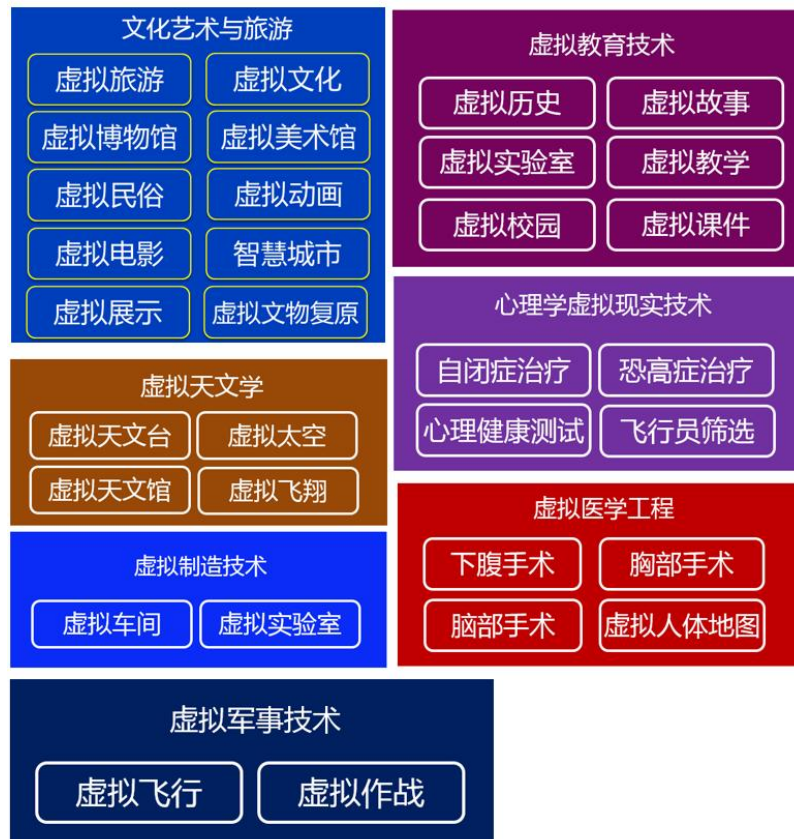 文化艺术与旅游
虚拟旅游 虚拟文化
虚拟博物馆 虚拟美术馆
虚拟民俗 虚拟动画
虚拟电影 智慧城市
虚拟展示 虚拟文物复原
虚拟教育技术
虚拟历史 虚拟故事
虚拟实验室 虚拟教学
虚拟校园 虚拟课件
心理学虚拟现实技术
自闭症治疗 恐高症治疗
心理健康测试 飞行员筛选
虚拟天文学
虚拟天文台 虚拟太空
虚拟天文馆 虚拟飞翔
虚拟医学工程
下腹手术 胸部手术
脑部手术 虚拟人体地图
虚拟制造技术
虚拟车间 虚拟实验室
虚拟军事技术
虚拟飞行 虚拟作战